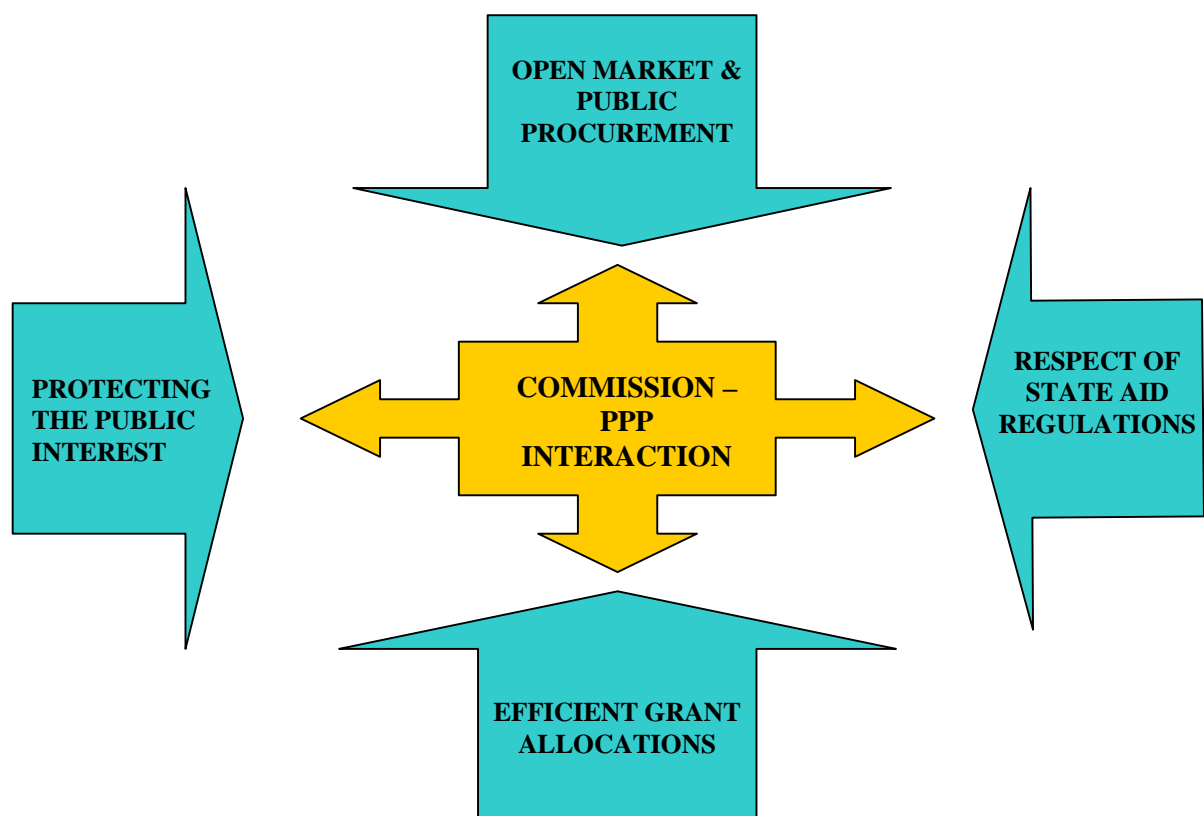 OPEN MARKET &
PUBLIC
PROCUREMENT
PROTECTING
THE PUBLIC
INTEREST
COMMISSION –
PPP
INTERACTION
RESPECT OF
STATE AID
REGULATIONS
EFFICIENT GRANT
ALLOCATIONS